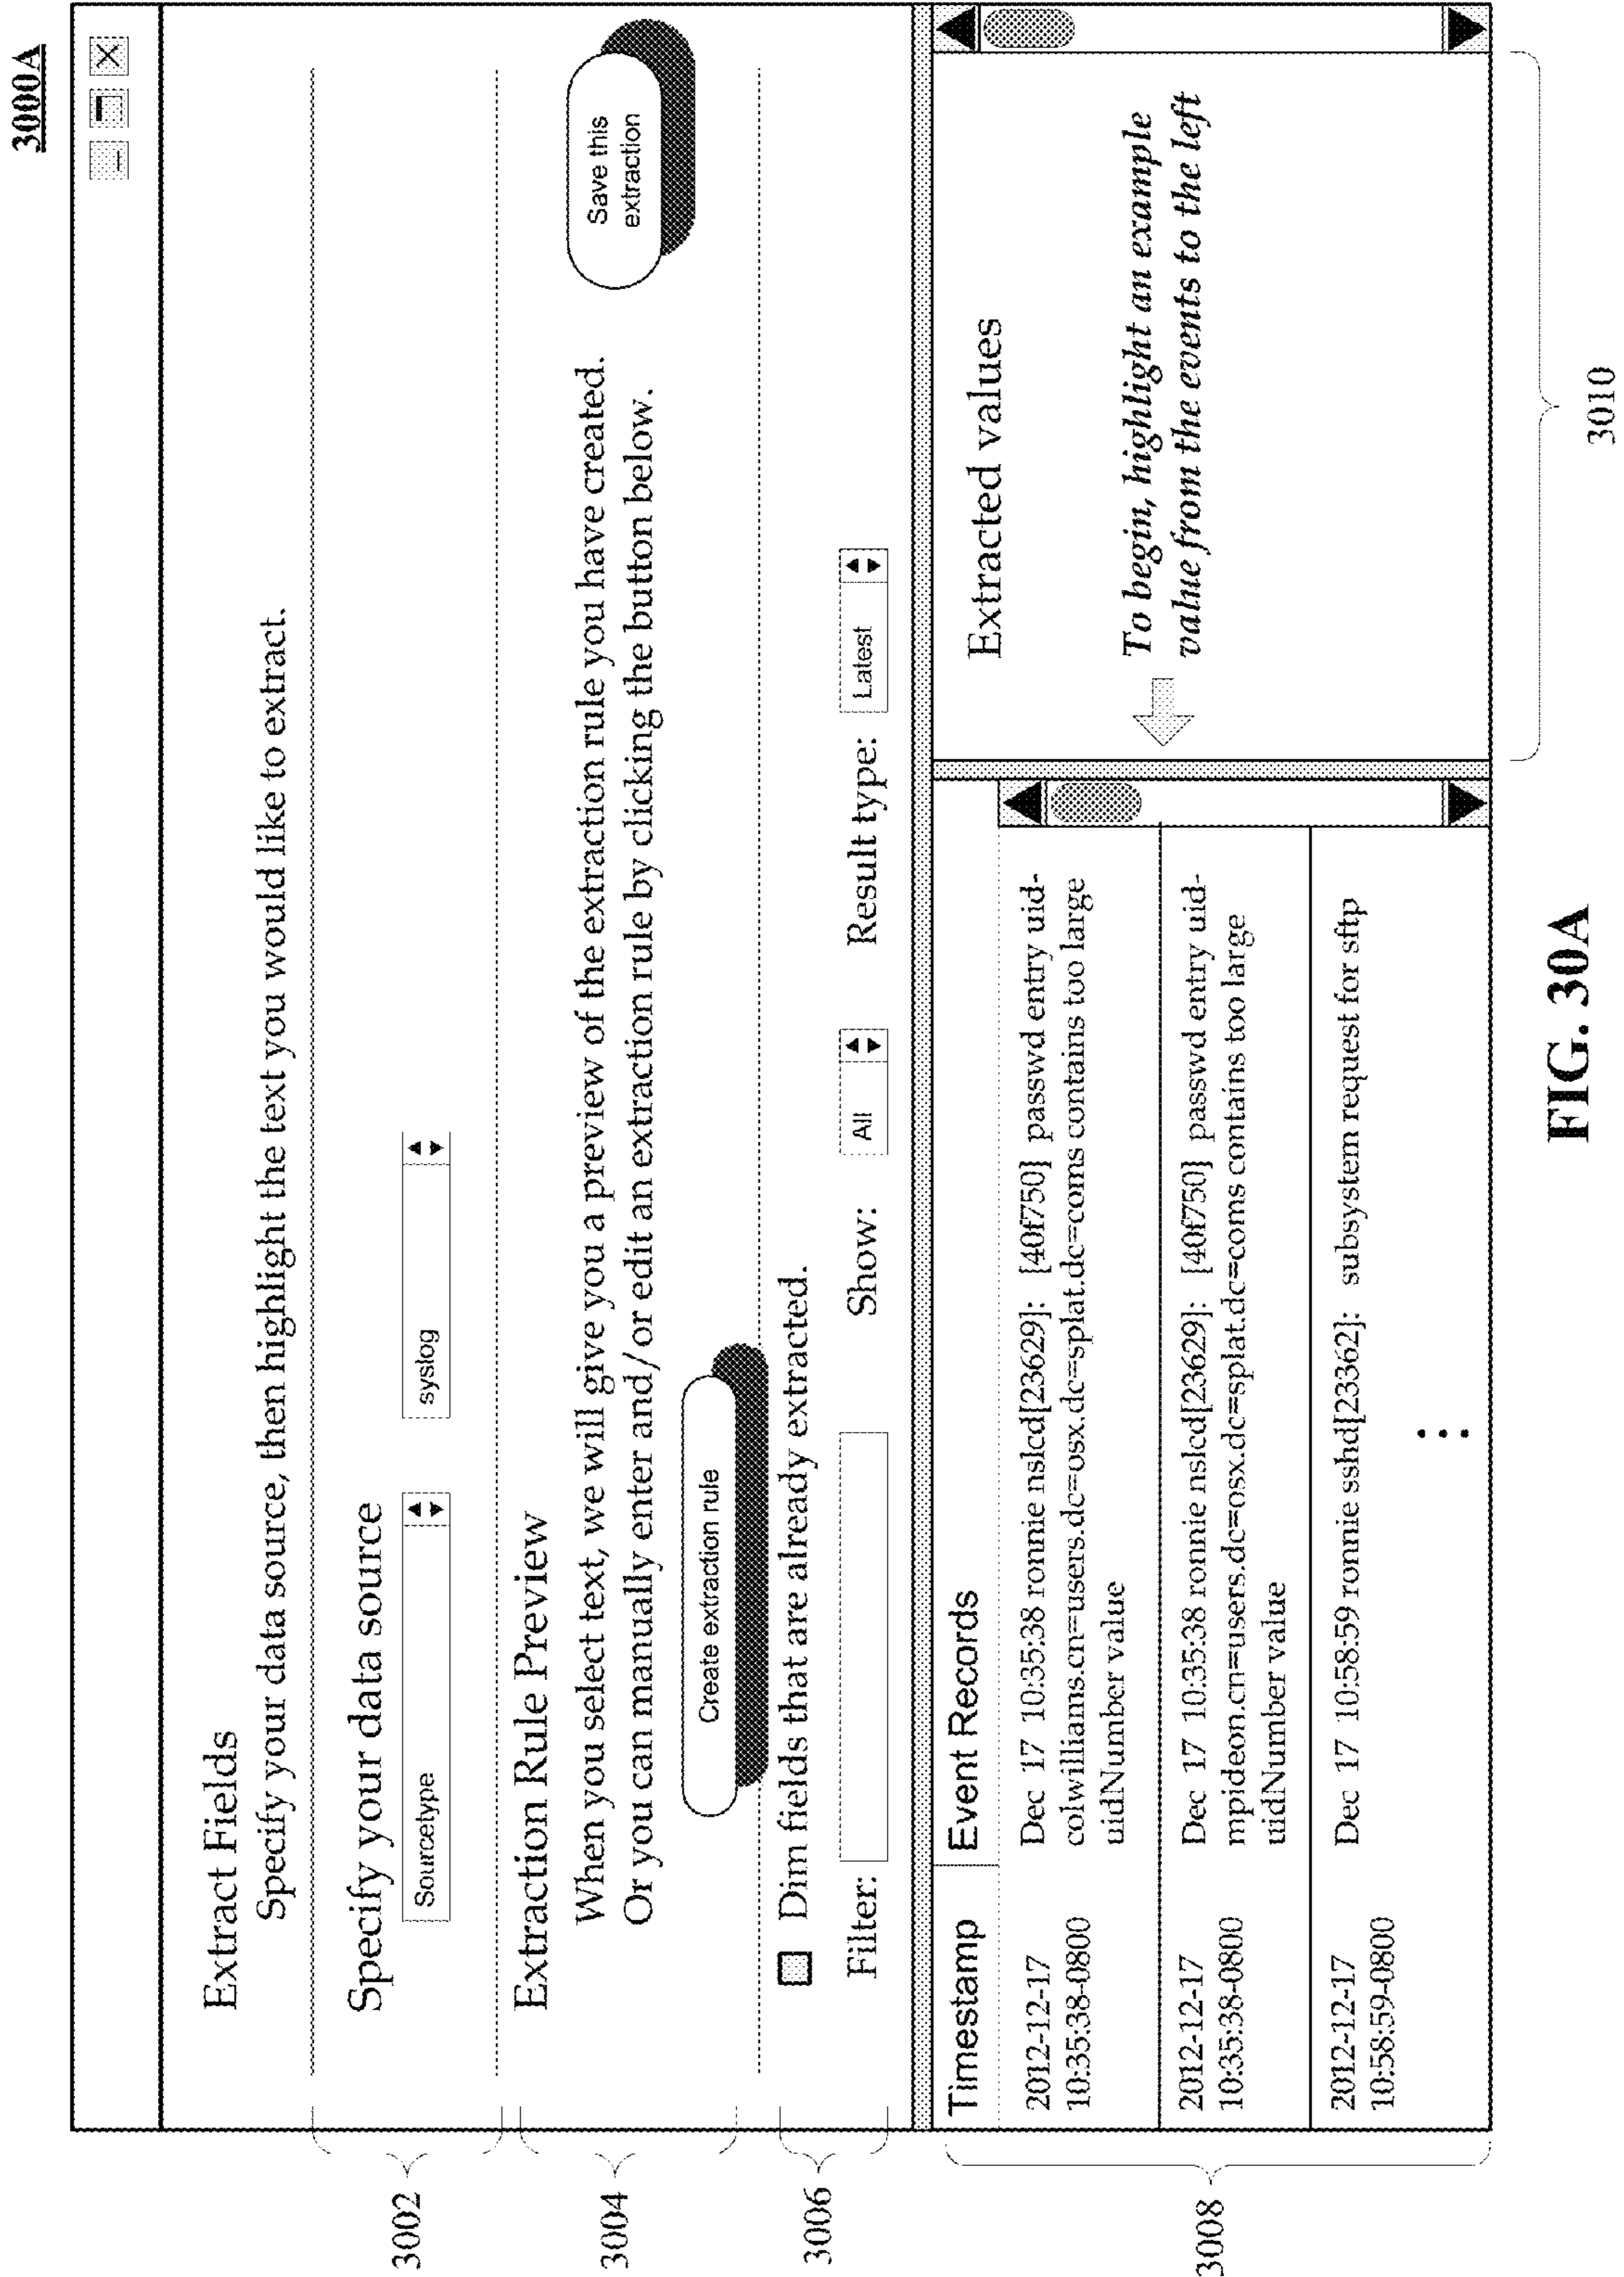 3000A
Extract Fields
Specify your data source, then highlight the text you would like to extract.
3002
Specify your data source
Sourcetype
syslog
3004
Extraction Rule Preview
When you select text, we will give you a preview of the extraction rule you have created.
Or you can manually enter and/or edit an extraction rule by clicking the button below.
Save this
extraction
Create extraction rule
3006
Dim fields that are already extracted.
Filter:
Show:
All
Result type:
Latest
3008
Timestamp
Event Records
2012-12-17
10:35:38-0800
Dec 17 10:35:38 ronnie nslcd[23629]: [40f750] passwd entry uid-
colwillians.cn=users.dc=osx.dc=splat.dc=coms contains too large
uidNumber value
2012-12-17
10:35:38-0800
Dec 17 10:35:38 ronnie nslcd[23629]: [40f750] passwd entry uid-
mpideon.cn=users.dc=osx.dc=splat.dc=coms contains too large
uidNumber value
2012-12-17
10:58:59-0800
Dec 17 10:58:59 ronnie sshd[23362]: subsystem request for sftp
Extracted values
To begin, highlight an example
value from the events to the left
3010
FIG. 30A